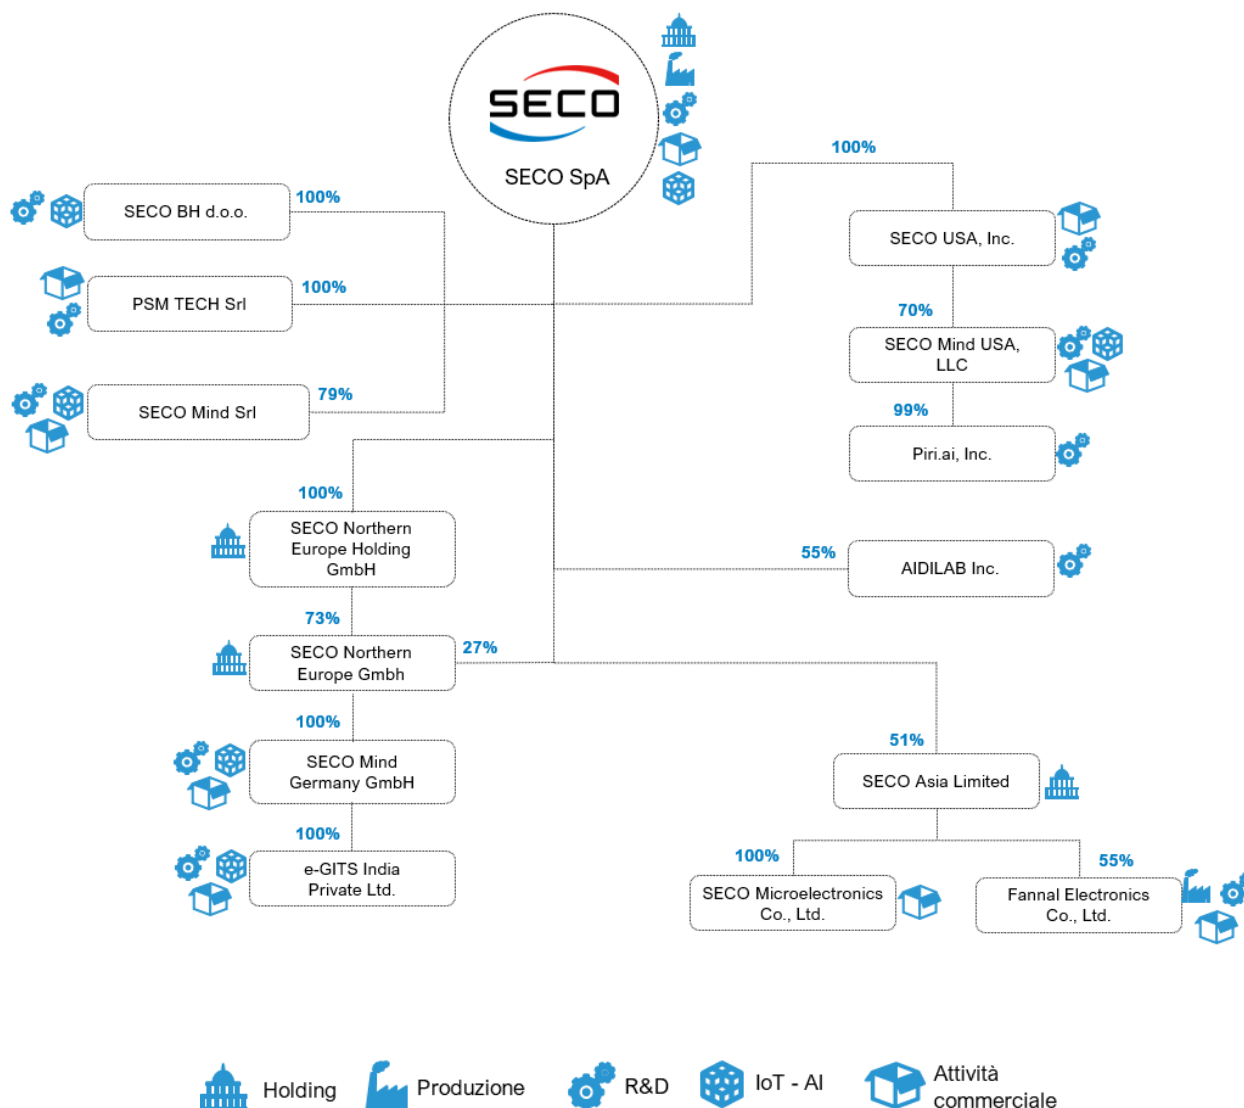 SECO
SECO SpA
100%
100%
SECO BH d.o.o.
SECO USA, Inc.
100%
PSM TECH Srl
70%
SECO Mind USA,
LLC
79%
SECO Mind Srl
99%
Piri.ai, Inc.
100%
SECO Northern
Europe Holding
GmbH
55%
AIDILAB Inc.
73%
SECO Northern
Europe Gmbh
27%
100%
SECO Mind
Germany GmbH
51%
SECO Asia Limited
100%
e-GITS India
Private Ltd.
100%
SECO Microelectronics
Co., Ltd.
55%
Fannal Electronics
Co., Ltd.
Holding
Produzione
R&D
IoT - AI
Attività
commerciale